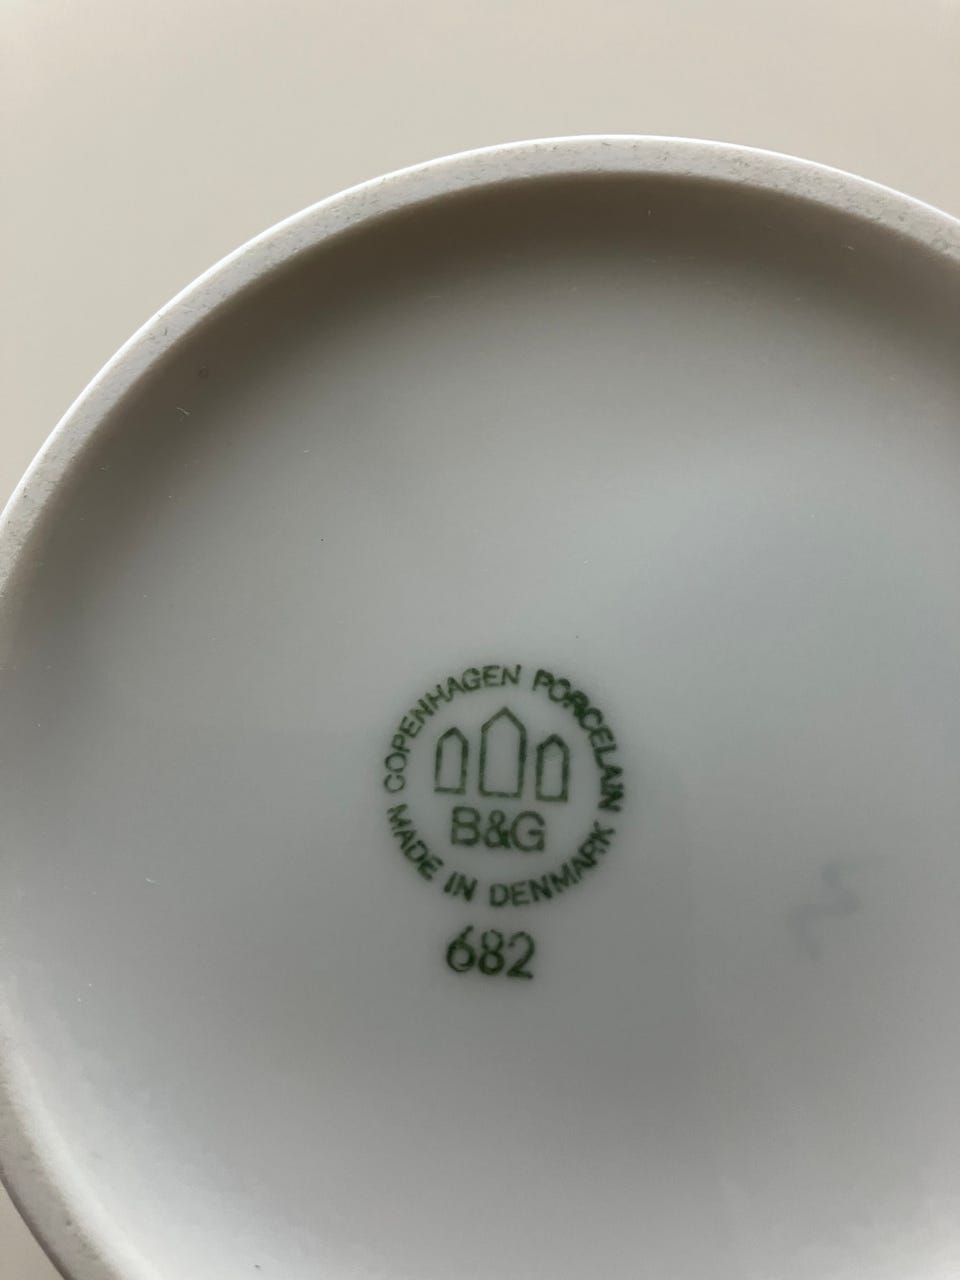 COPENHAGEN PORCELAIN
B&G
MADE IN DENMARK
682